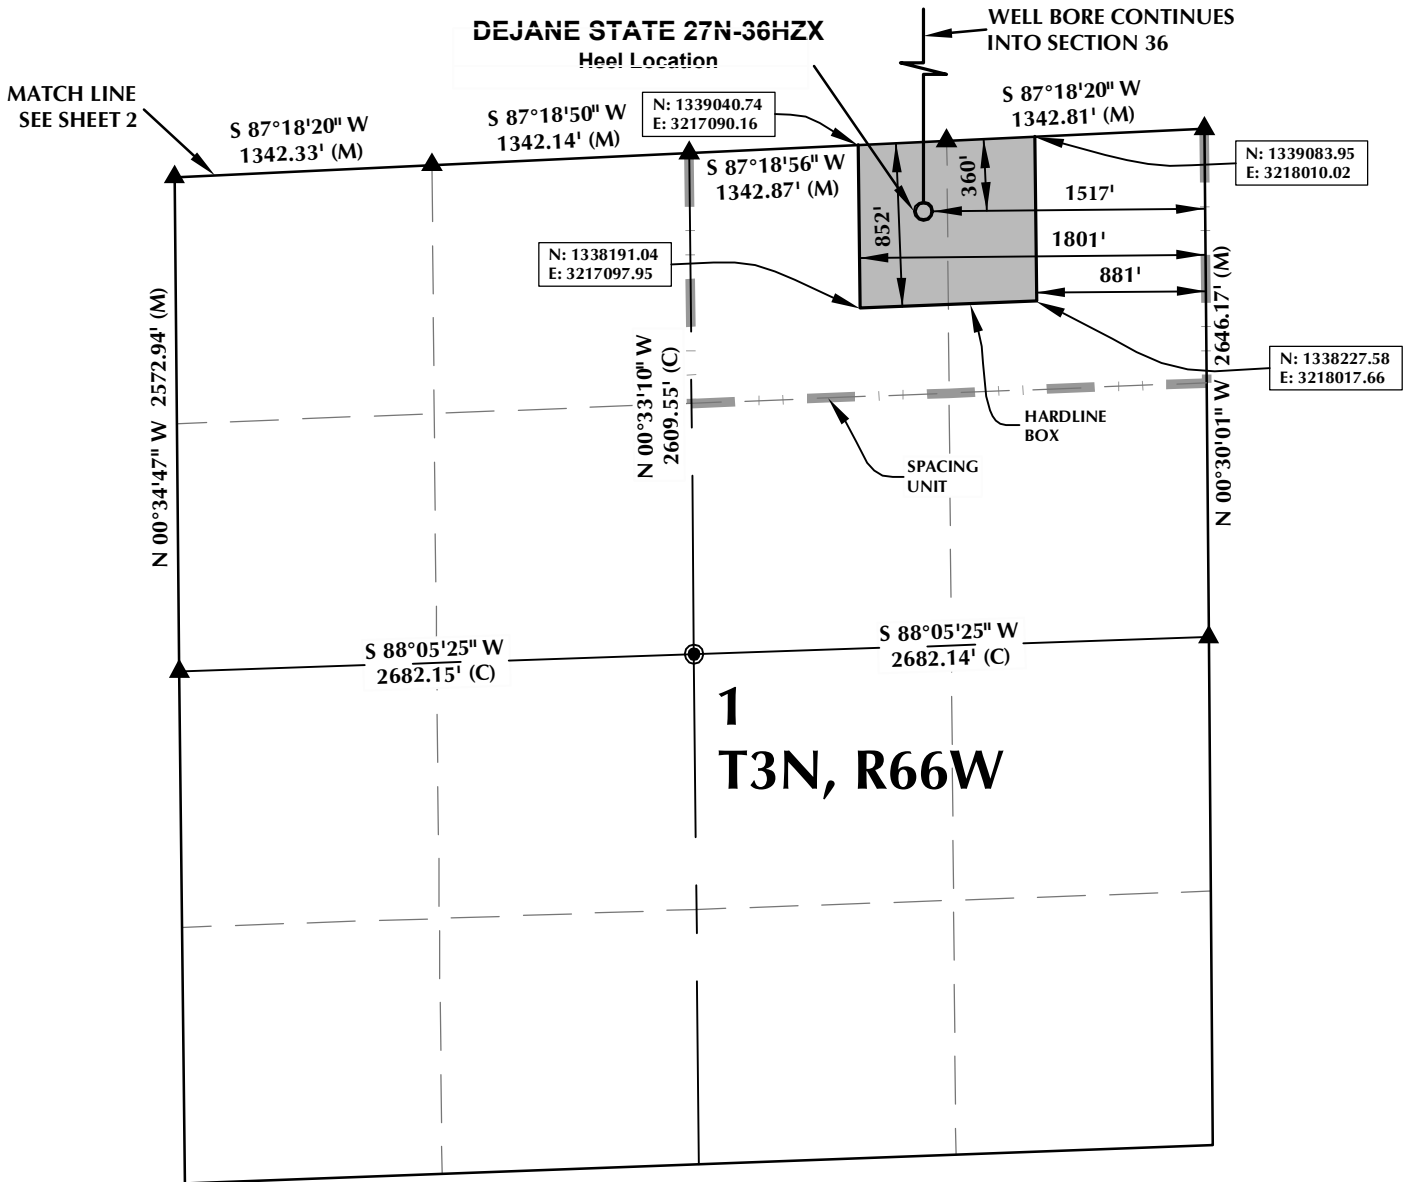 DEJANE STATE 27N-36HZX
Heel Location
WELL BORE CONTINUES
INTO SECTION 36
MATCH LINE
SEE SHEET 2
S 87°18'20" W
1342.33' (M)
S 87°18'50" W
1342.14' (M)
N: 1339040.74
E: 3217090.16
S 87°18'20" W
1342.81' (M)
S 87°18'56" W
1342.87' (M)
N: 1339083.95
E: 3218010.02
360'
1517'
852'
1801'
881'
N: 1338191.04
E: 3217097.95
N 00°34'47" W 2572.94' (M)
N 00°33'10" W
2609.55' (C)
N 00°30'01" W 2646.17' (M)
N: 1338227.58
E: 3218017.66
HARDLINE
BOX
SPACING
UNIT
S 88°05'25" W
2682.15' (C)
S 88°05'25" W
2682.14' (C)
1
T3N, R66W